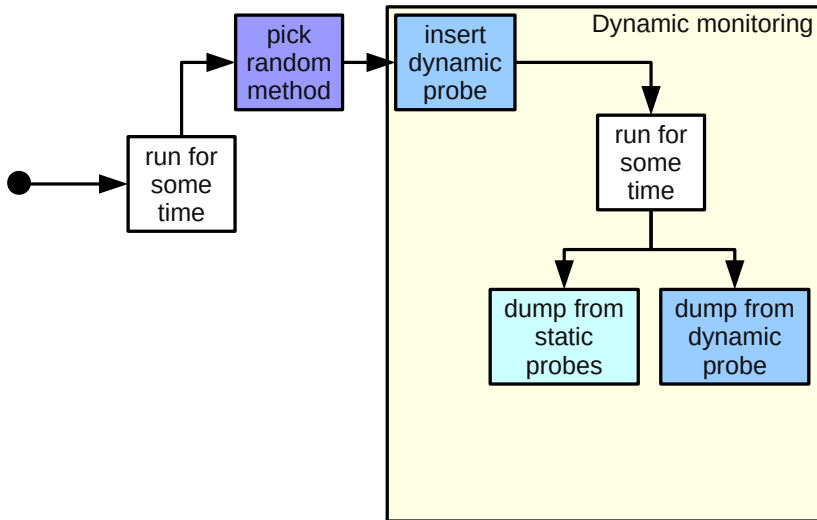 Dynamic monitoring
pick
random
method
insert
dynamic
probe
run for
some
time
run for
some
time
dump from
static
probes
dump from
dynamic
probe